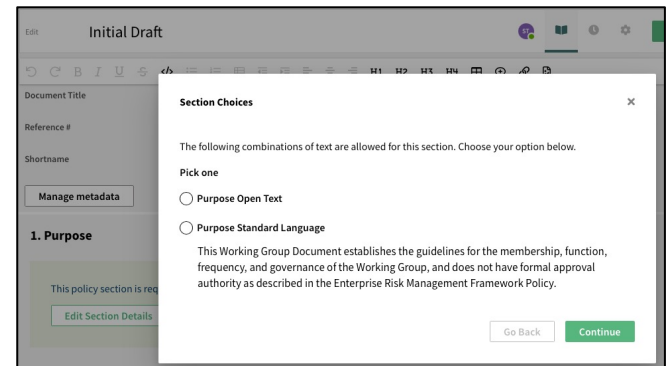 Edit
Initial Draft
ST
B I U S </> H1 H2 H3 H4
Document Title
Reference #
Shortname
Manage metadata
1. Purpose
This policy section is req
Edit Section Details
Section Choices
×
The following combinations of text are allowed for this section. Choose your option below.
Pick one
Purpose Open Text
Purpose Standard Language
This Working Group Document establishes the guidelines for the membership, function,
frequency, and governance of the Working Group, and does not have formal approval
authority as described in the Enterprise Risk Management Framework Policy.
Go Back
Continue